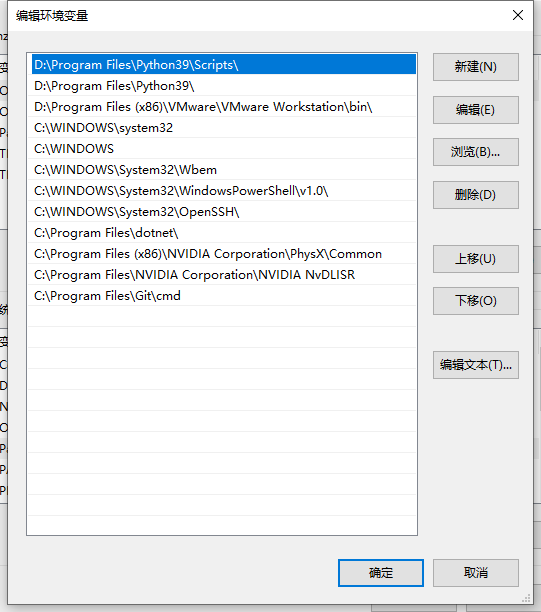 编辑环境变量
D:\Program Files\Python39\Scripts\
D:\Program Files\Python39\
D:\Program Files (x86)\VMware\VMware Workstation\bin\
C:\WINDOWS\system32
C:\WINDOWS
C:\WINDOWS\System32\Wbem
C:\WINDOWS\System32\WindowsPowerShell\v1.0\
C:\WINDOWS\System32\OpenSSH\
C:\Program Files\dotnet\
C:\Program Files (x86)\NVIDIA Corporation\PhysX\Common
C:\Program Files\NVIDIA Corporation\NVIDIA NvDLISR
C:\Program Files\Git\cmd
新建(N)
编辑(E)
浏览(B)...
删除(D)
上移(U)
下移(O)
编辑文本(T)...
确定
取消